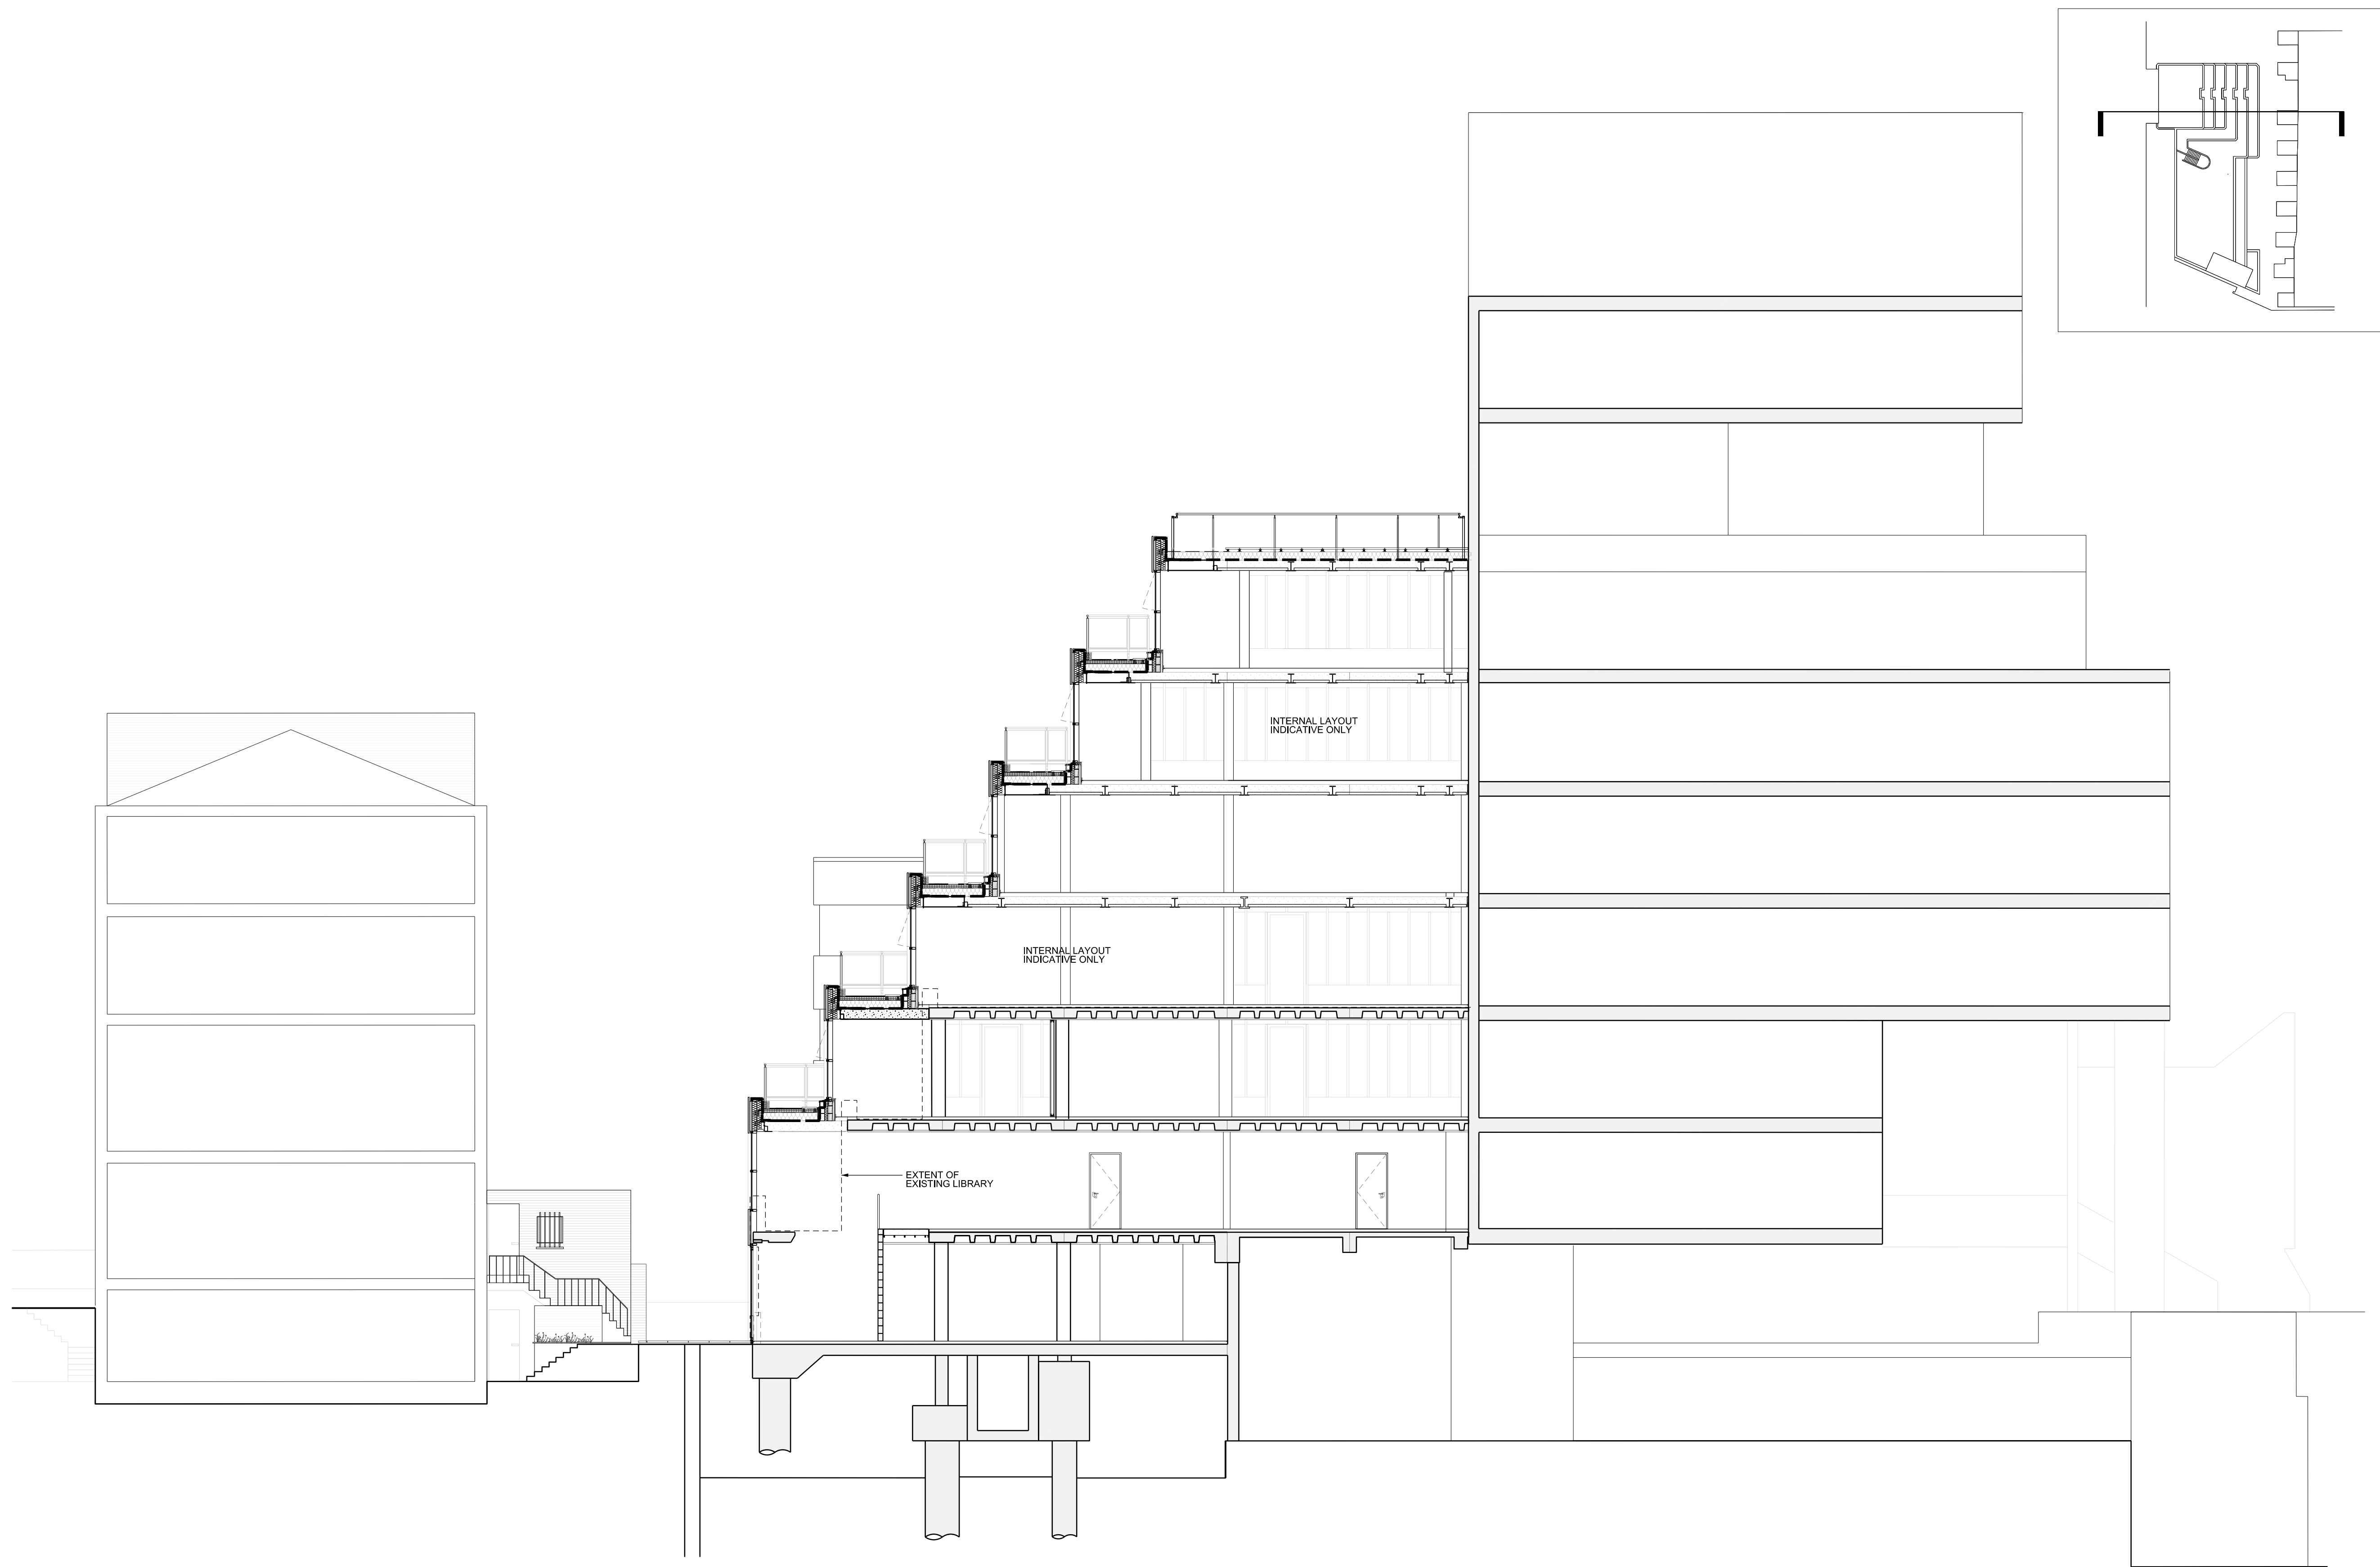 INTERNAL LAYOUT
INDICATIVE ONLY
INTERNAL LAYOUT
INDICATIVE ONLY
EXTENT OF
EXISTING LIBRARY